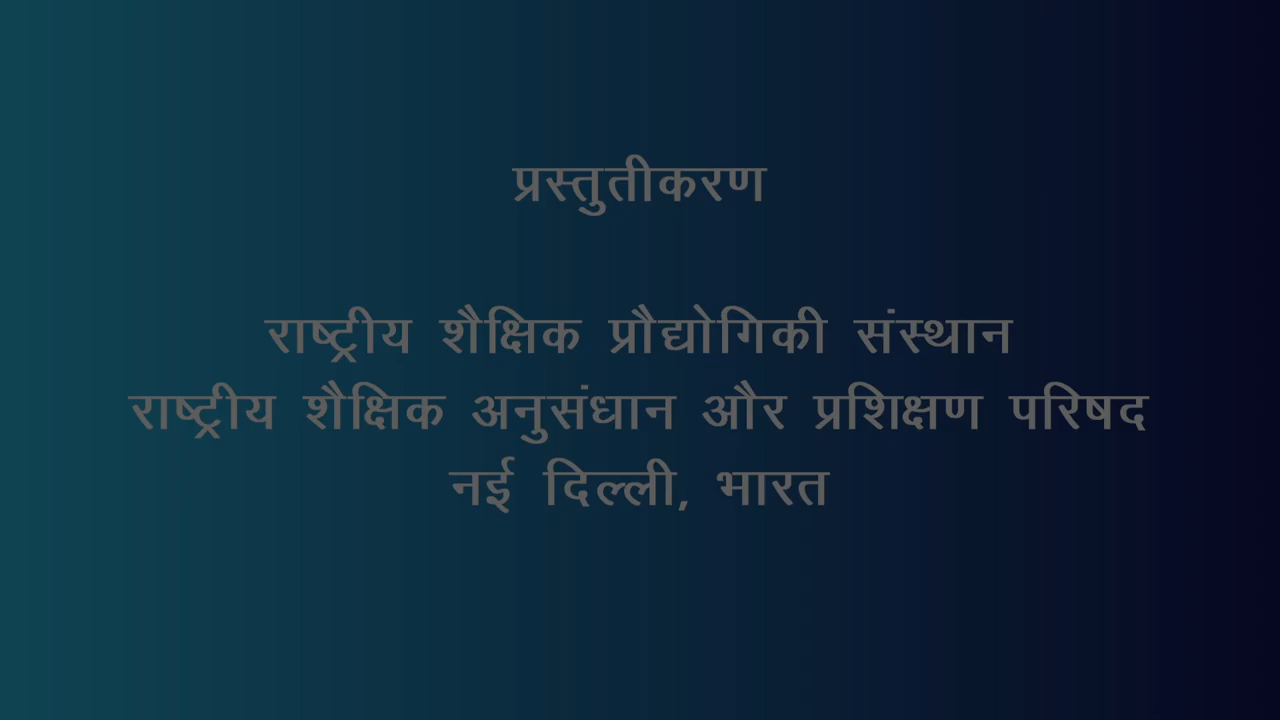 प्रस्तुतीकरण
राष्ट्रीय शैक्षिक प्रौद्योगिकी संस्थान
राष्ट्रीय शैक्षिक अनुसंधान और प्रशिक्षण परिषद
नई दिल्ली, भारत